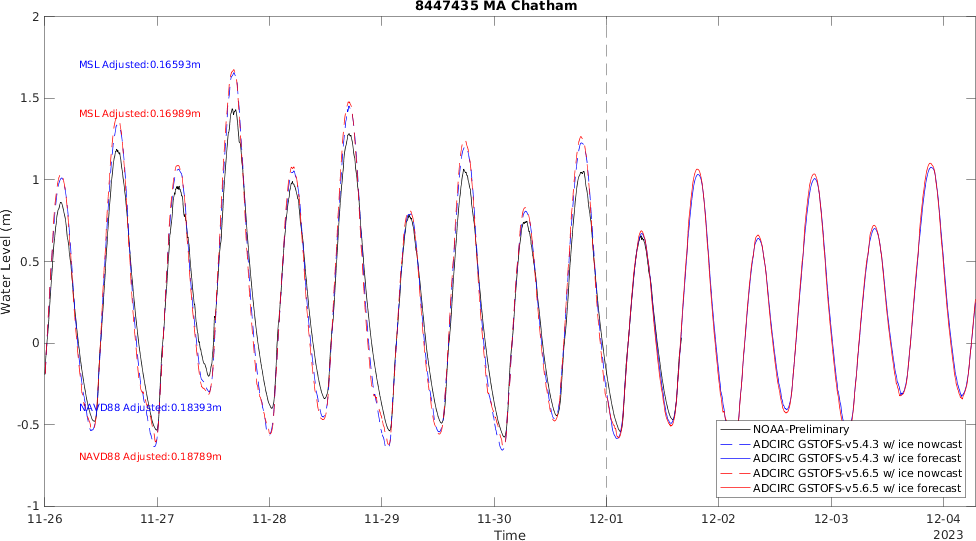 8447435 MA Chatham
2
1.5
1
0.5
0
-0.5
-1
Water Level (m)
MSL Adjusted:0.16593m
MSL Adjusted:0.16989m
NAVD88 Adjusted:0.18393m
NAVD88 Adjusted:0.18789m
NOAA-Preliminary
ADCIRC GSTOFS-v5.4.3 w/ ice nowcast
ADCIRC GSTOFS-v5.4.3 w/ ice forecast
ADCIRC GSTOFS-v5.6.5 w/ ice nowcast
ADCIRC GSTOFS-v5.6.5 w/ ice forecast
11-26 11-27 11-28 11-29 11-30 12-01 12-02 12-03 12-04
Time
2023